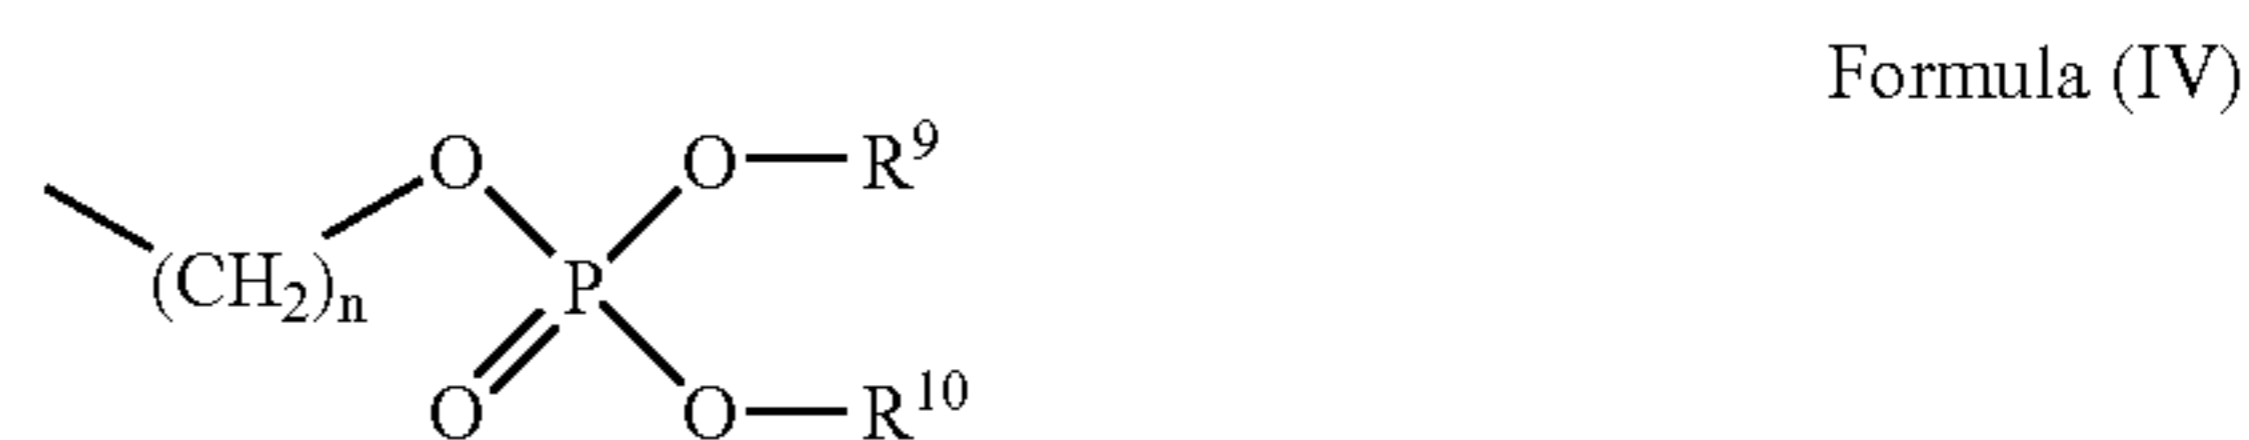 Formula (IV)
O O R⁹
(CH₂)ₙ P
O O R¹⁰